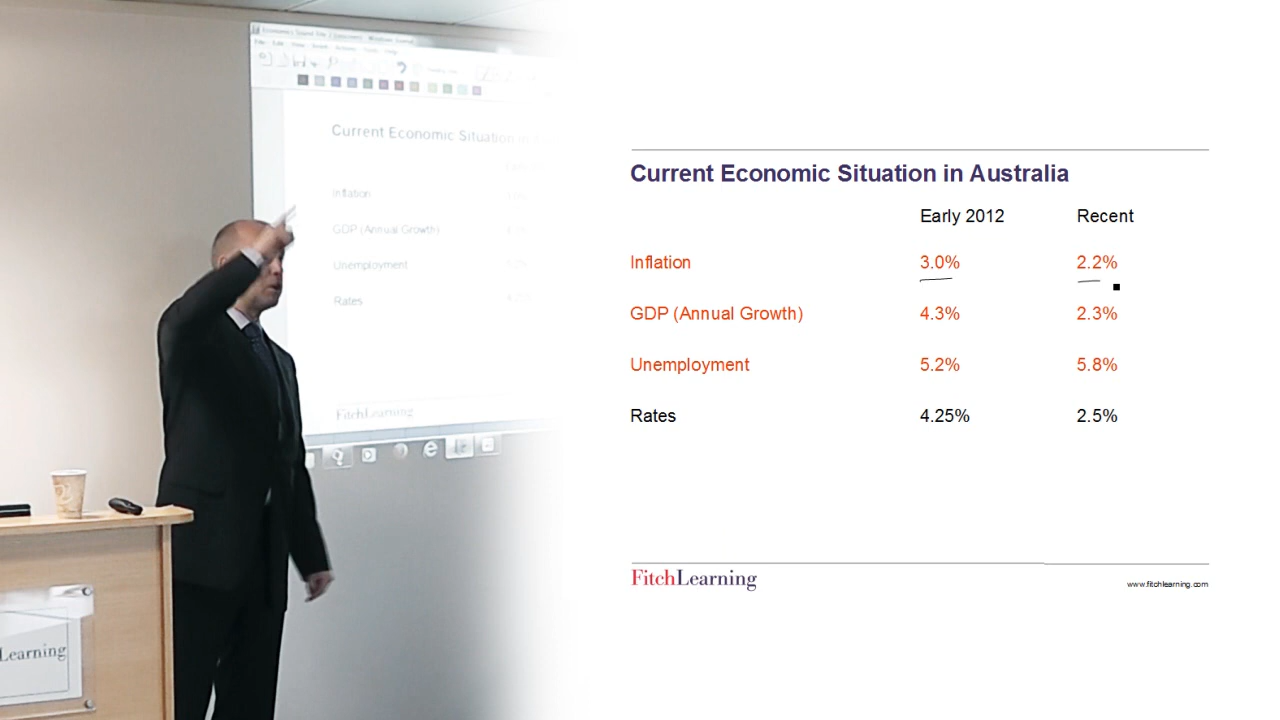 Current Economic Situation
Inflation
GDP (Annual Growth)
Unemployment
Rates
4.25%
FitchLearning
Learning
Current Economic Situation in Australia
Early 2012 Recent
Inflation 3.0% 2.2%
GDP (Annual Growth) 4.3% 2.3%
Unemployment 5.2% 5.8%
Rates 4.25% 2.5%
FitchLearning
www.fitchlearning.com